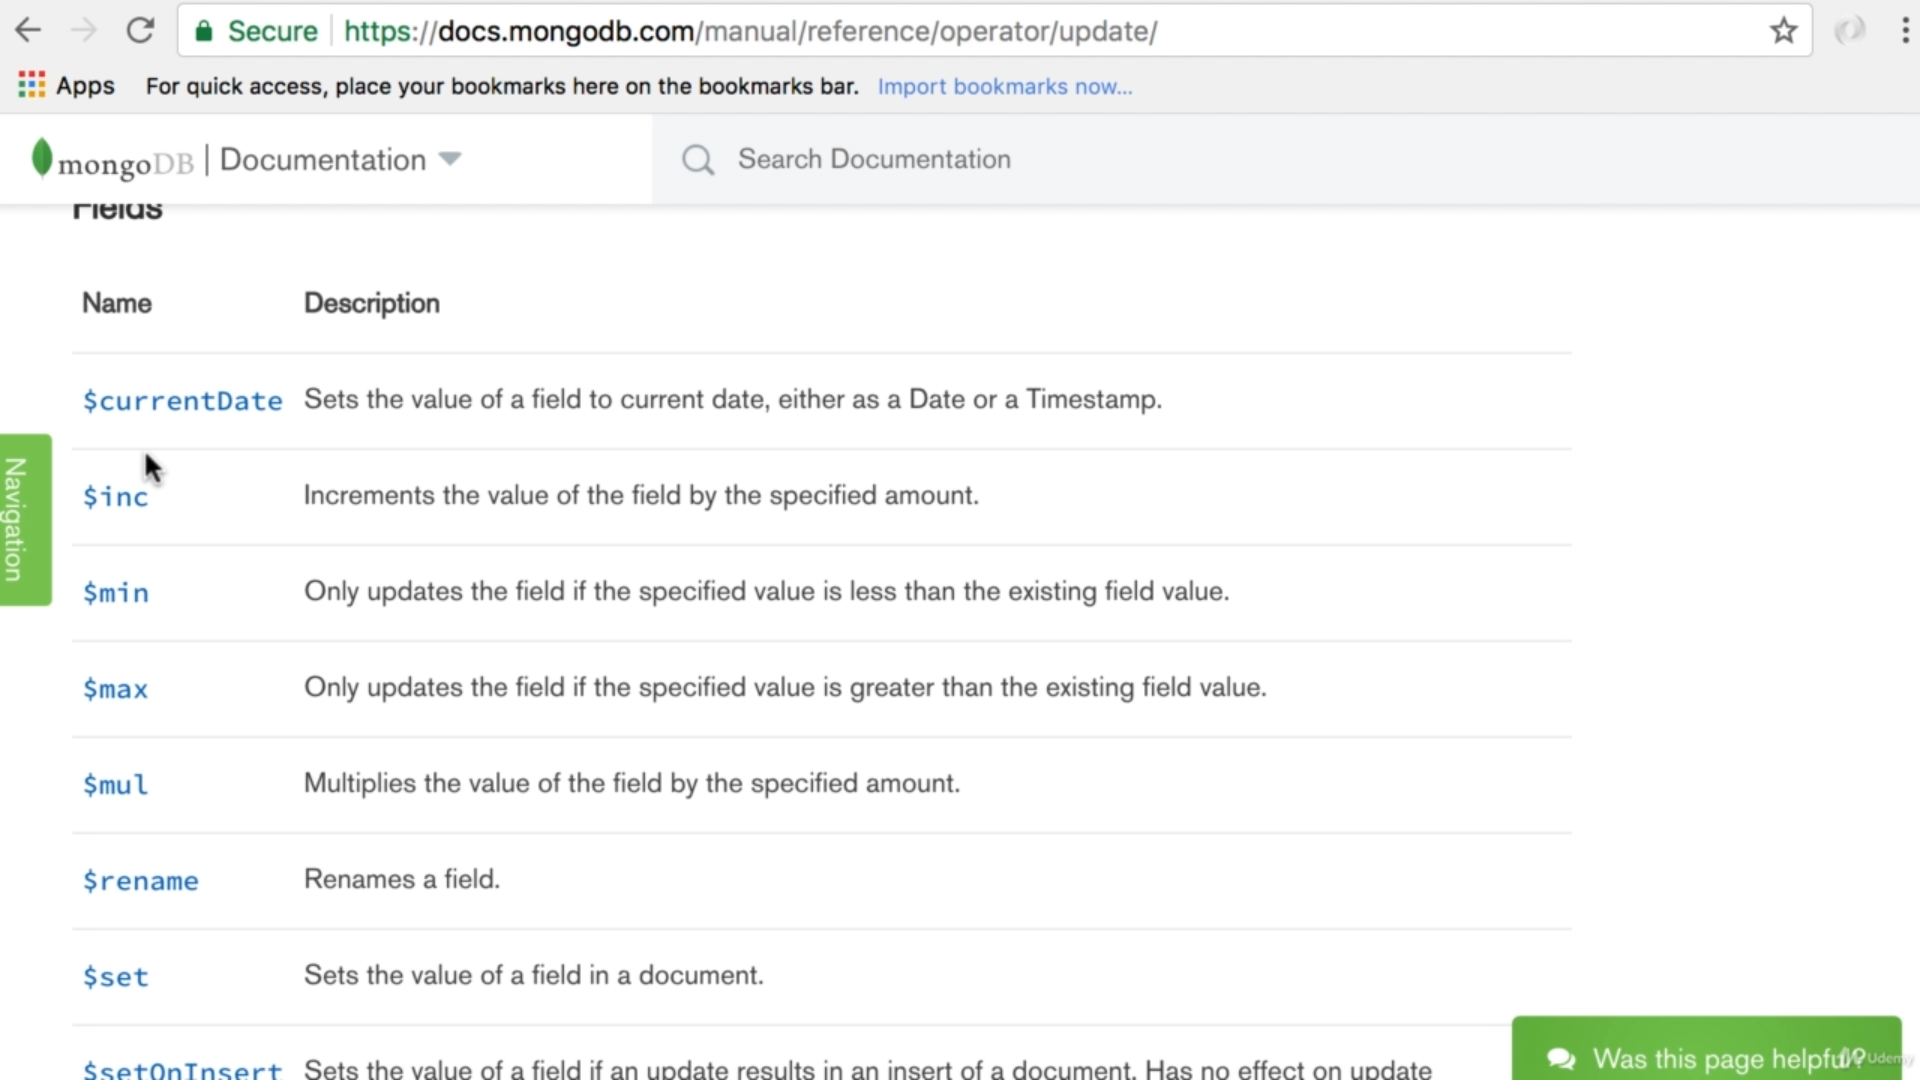 Secure https://docs.mongodb.com/manual/reference/operator/update/
Apps For quick access, place your bookmarks here on the bookmarks bar. Import bookmarks now...
mongoDB | Documentation Search Documentation
Fields
Name Description
$currentDate Sets the value of a field to current date, either as a Date or a Timestamp.
$inc Increments the value of the field by the specified amount.
Navigation
$min Only updates the field if the specified value is less than the existing field value.
$max Only updates the field if the specified value is greater than the existing field value.
$mul Multiplies the value of the field by the specified amount.
$rename Renames a field.
$set Sets the value of a field in a document.
$setOnInsert Sets the value of a field if an update results in an insert of a document. Has no effect on update
Was this page helpful?
Udemy